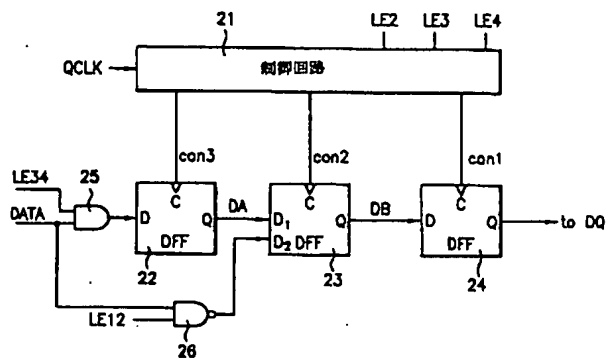 21
LE2 LE3 LE4
QCLK
制御回路
con3
con2
con1
LE34
25
DATA
D
C
Q
DFF
22
DA
D1
D2
C
Q
DFF
23
DB
D
C
Q
DFF
24
to DQ
LE12
26